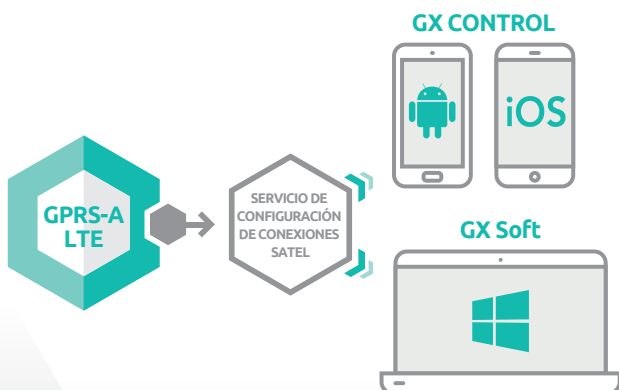 GX CONTROL
iOS
GPRS-A
LTE
SERVICIO DE
CONFIGURACIÓN
DE CONEXIONES
SATEL
GX Soft